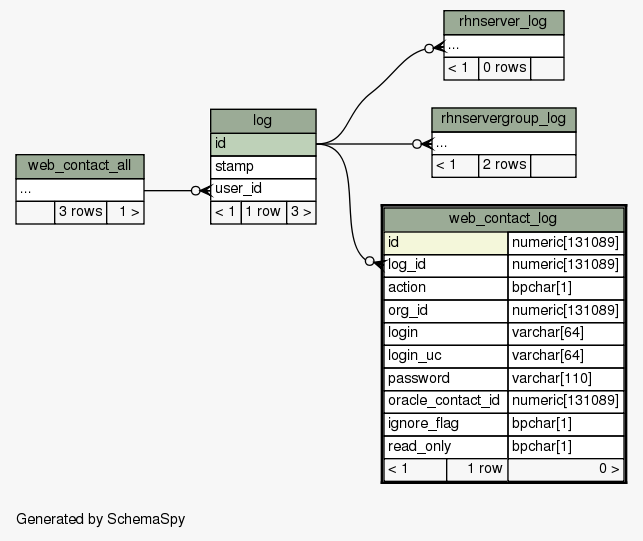 rhnserver_log
...
< 1 0 rows
log
id
stamp
user_id
< 1 1 row 3 >
rhnservergroup_log
...
< 1 2 rows
web_contact_all
...
3 rows 1 >
web_contact_log
id numeric[131089]
log_id numeric[131089]
action bpchar[1]
org_id numeric[131089]
login varchar[64]
login_uc varchar[64]
password varchar[110]
oracle_contact_id numeric[131089]
ignore_flag bpchar[1]
read_only bpchar[1]
< 1 1 row 0 >
Generated by SchemaSpy